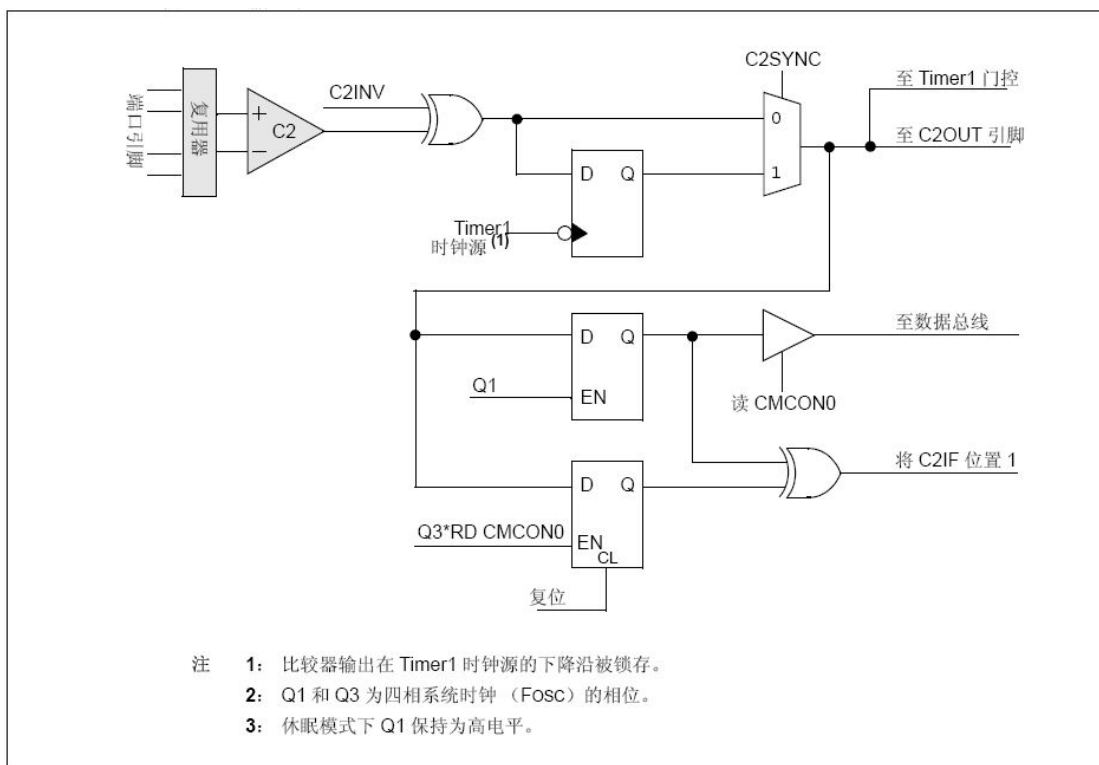 C2SYNC
至 Timer1 门控
端口引脚
复用器
+
−
C2
C2INV
0
至 C2OUT 引脚
D Q
1
Timer1
时钟源 (1)
D Q
至数据总线
Q1
EN
读 CMCON0
将 C2IF 位置 1
D Q
Q3*RD CMCON0
EN
CL
复位
注 1: 比较器输出在 Timer1 时钟源的下降沿被锁存。
2: Q1 和 Q3 为四相系统时钟 （Fosc）的相位。
3: 休眠模式下 Q1 保持为高电平。